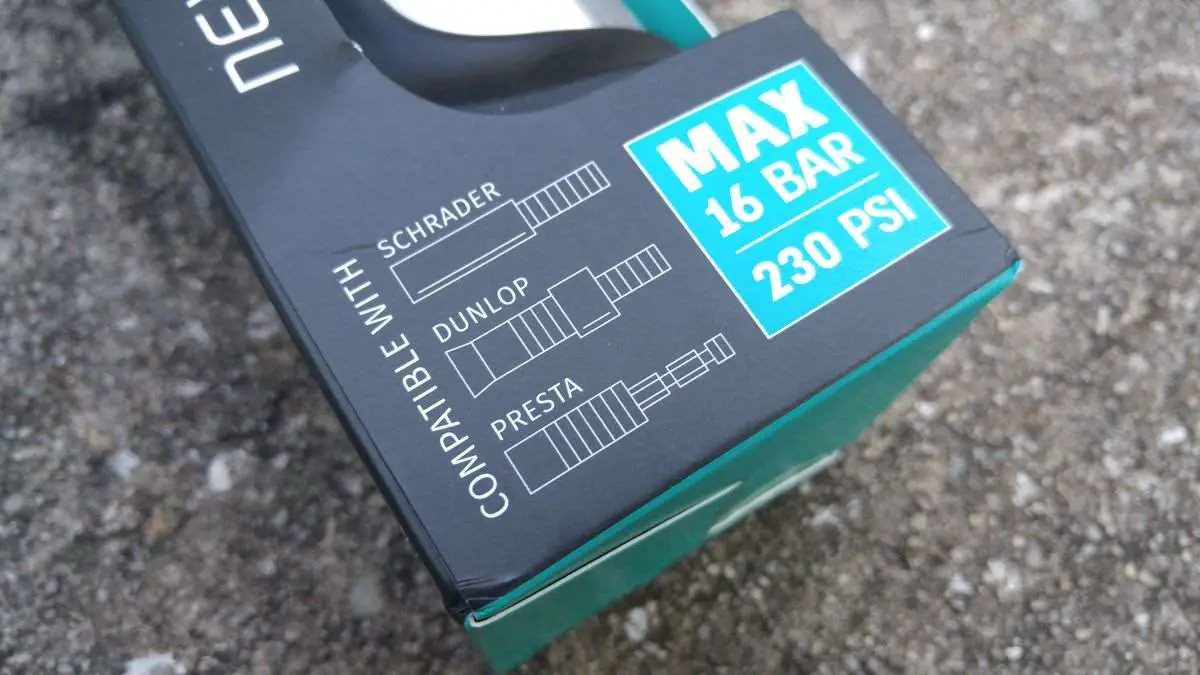 COMPATIBLE WITH
SCHRADER
DUNLOP
PRESTA
MAX
16 BAR
230 PSI